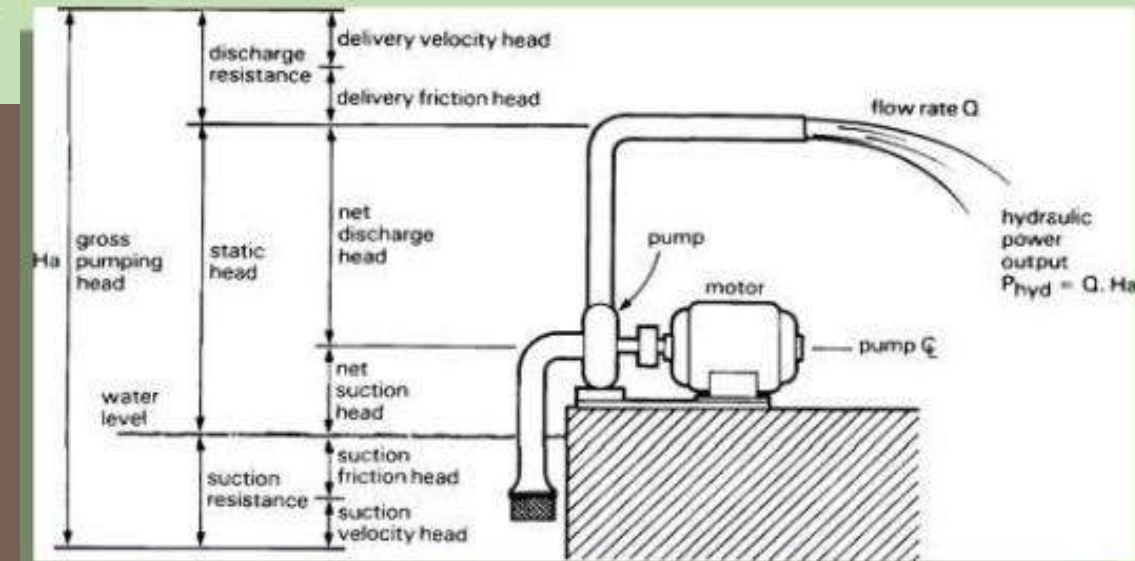 delivery velocity head
discharge
resistance
delivery friction head
flow rate Q
net
discharge
head
Ha
gross
pumping
head
static
head
pump
motor
hydraulic
power
output
Phyd = Q. Ha
pump ℄
net
suction
head
water
level
suction
friction head
suction
resistance
suction
velocity head